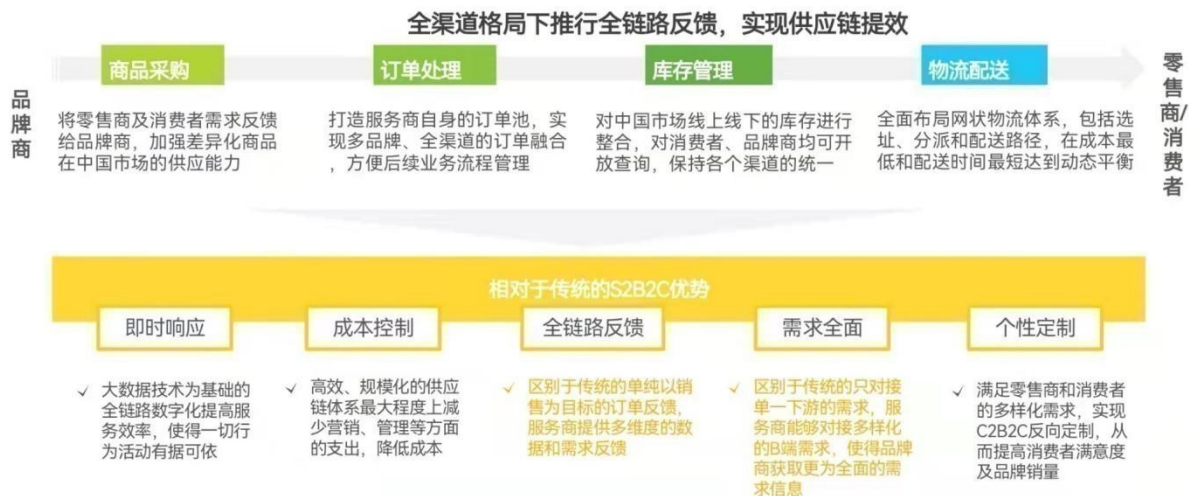 全渠道格局下推行全链路反馈，实现供应链提效
品牌商
商品采购
将零售商及消费者需求反馈
给品牌商，加强差异化商品
在中国市场的供应能力
订单处理
打造服务商自身的订单池，实
现多品牌、全渠道的订单融合
，方便后续业务流程管理
库存管理
对中国市场线上线下的库存进行
整合，对消费者、品牌商均可开
放查询，保持各个渠道的统一
物流配送
全面布局网状物流体系，包括选
址、分派和配送路径，在成本最
低和配送时间最短达到动态平衡
零售商/消费者
相对于传统的S2B2C优势
即时响应
✓ 大数据技术为基础的
全链路数字化提高服
务效率，使得一切行
为活动有据可依
成本控制
✓ 高效、规模化的供应
链体系最大程度上减
少营销、管理等方面
的支出，降低成本
全链路反馈
✓ 区别于传统的单纯以销
售为目标的订单反馈，
服务商提供多维度的数
据和需求反馈
需求全面
✓ 区别于传统的只对接
单一下游的需求，服
务商能够对接多样化
的B端需求，使得品牌
商获取更为全面的需
求信息
个性定制
✓ 满足零售商和消费者
的多样化需求，实现
C2B2C反向定制，从
而提高消费者满意度
及品牌销量